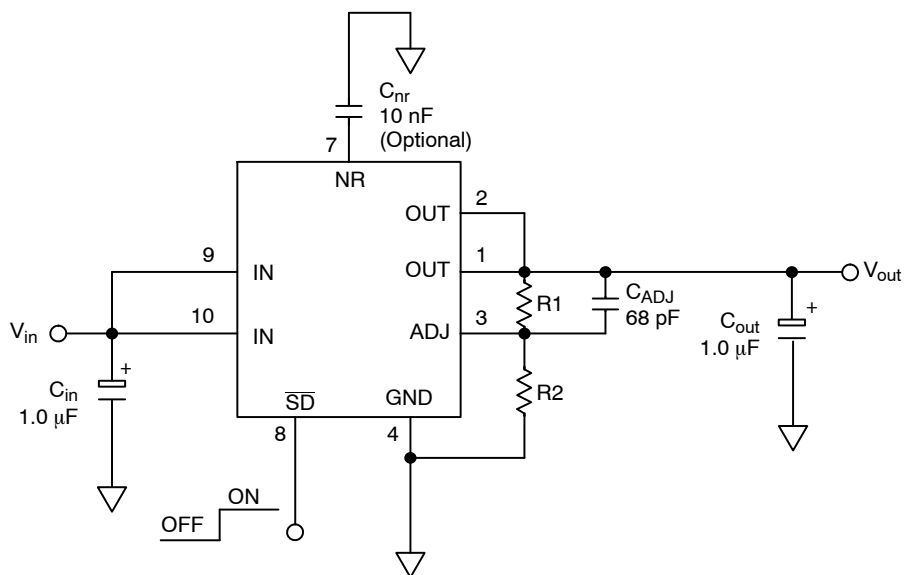 C_nr
10 nF
(Optional)
7
NR
OUT
2
9
IN
OUT
1
V_out
R1
C_ADJ
68 pF
V_in
10
IN
ADJ
3
C_out
1.0 µF
+
C_in
1.0 µF
+
SD
GND
R2
8
4
OFF
ON